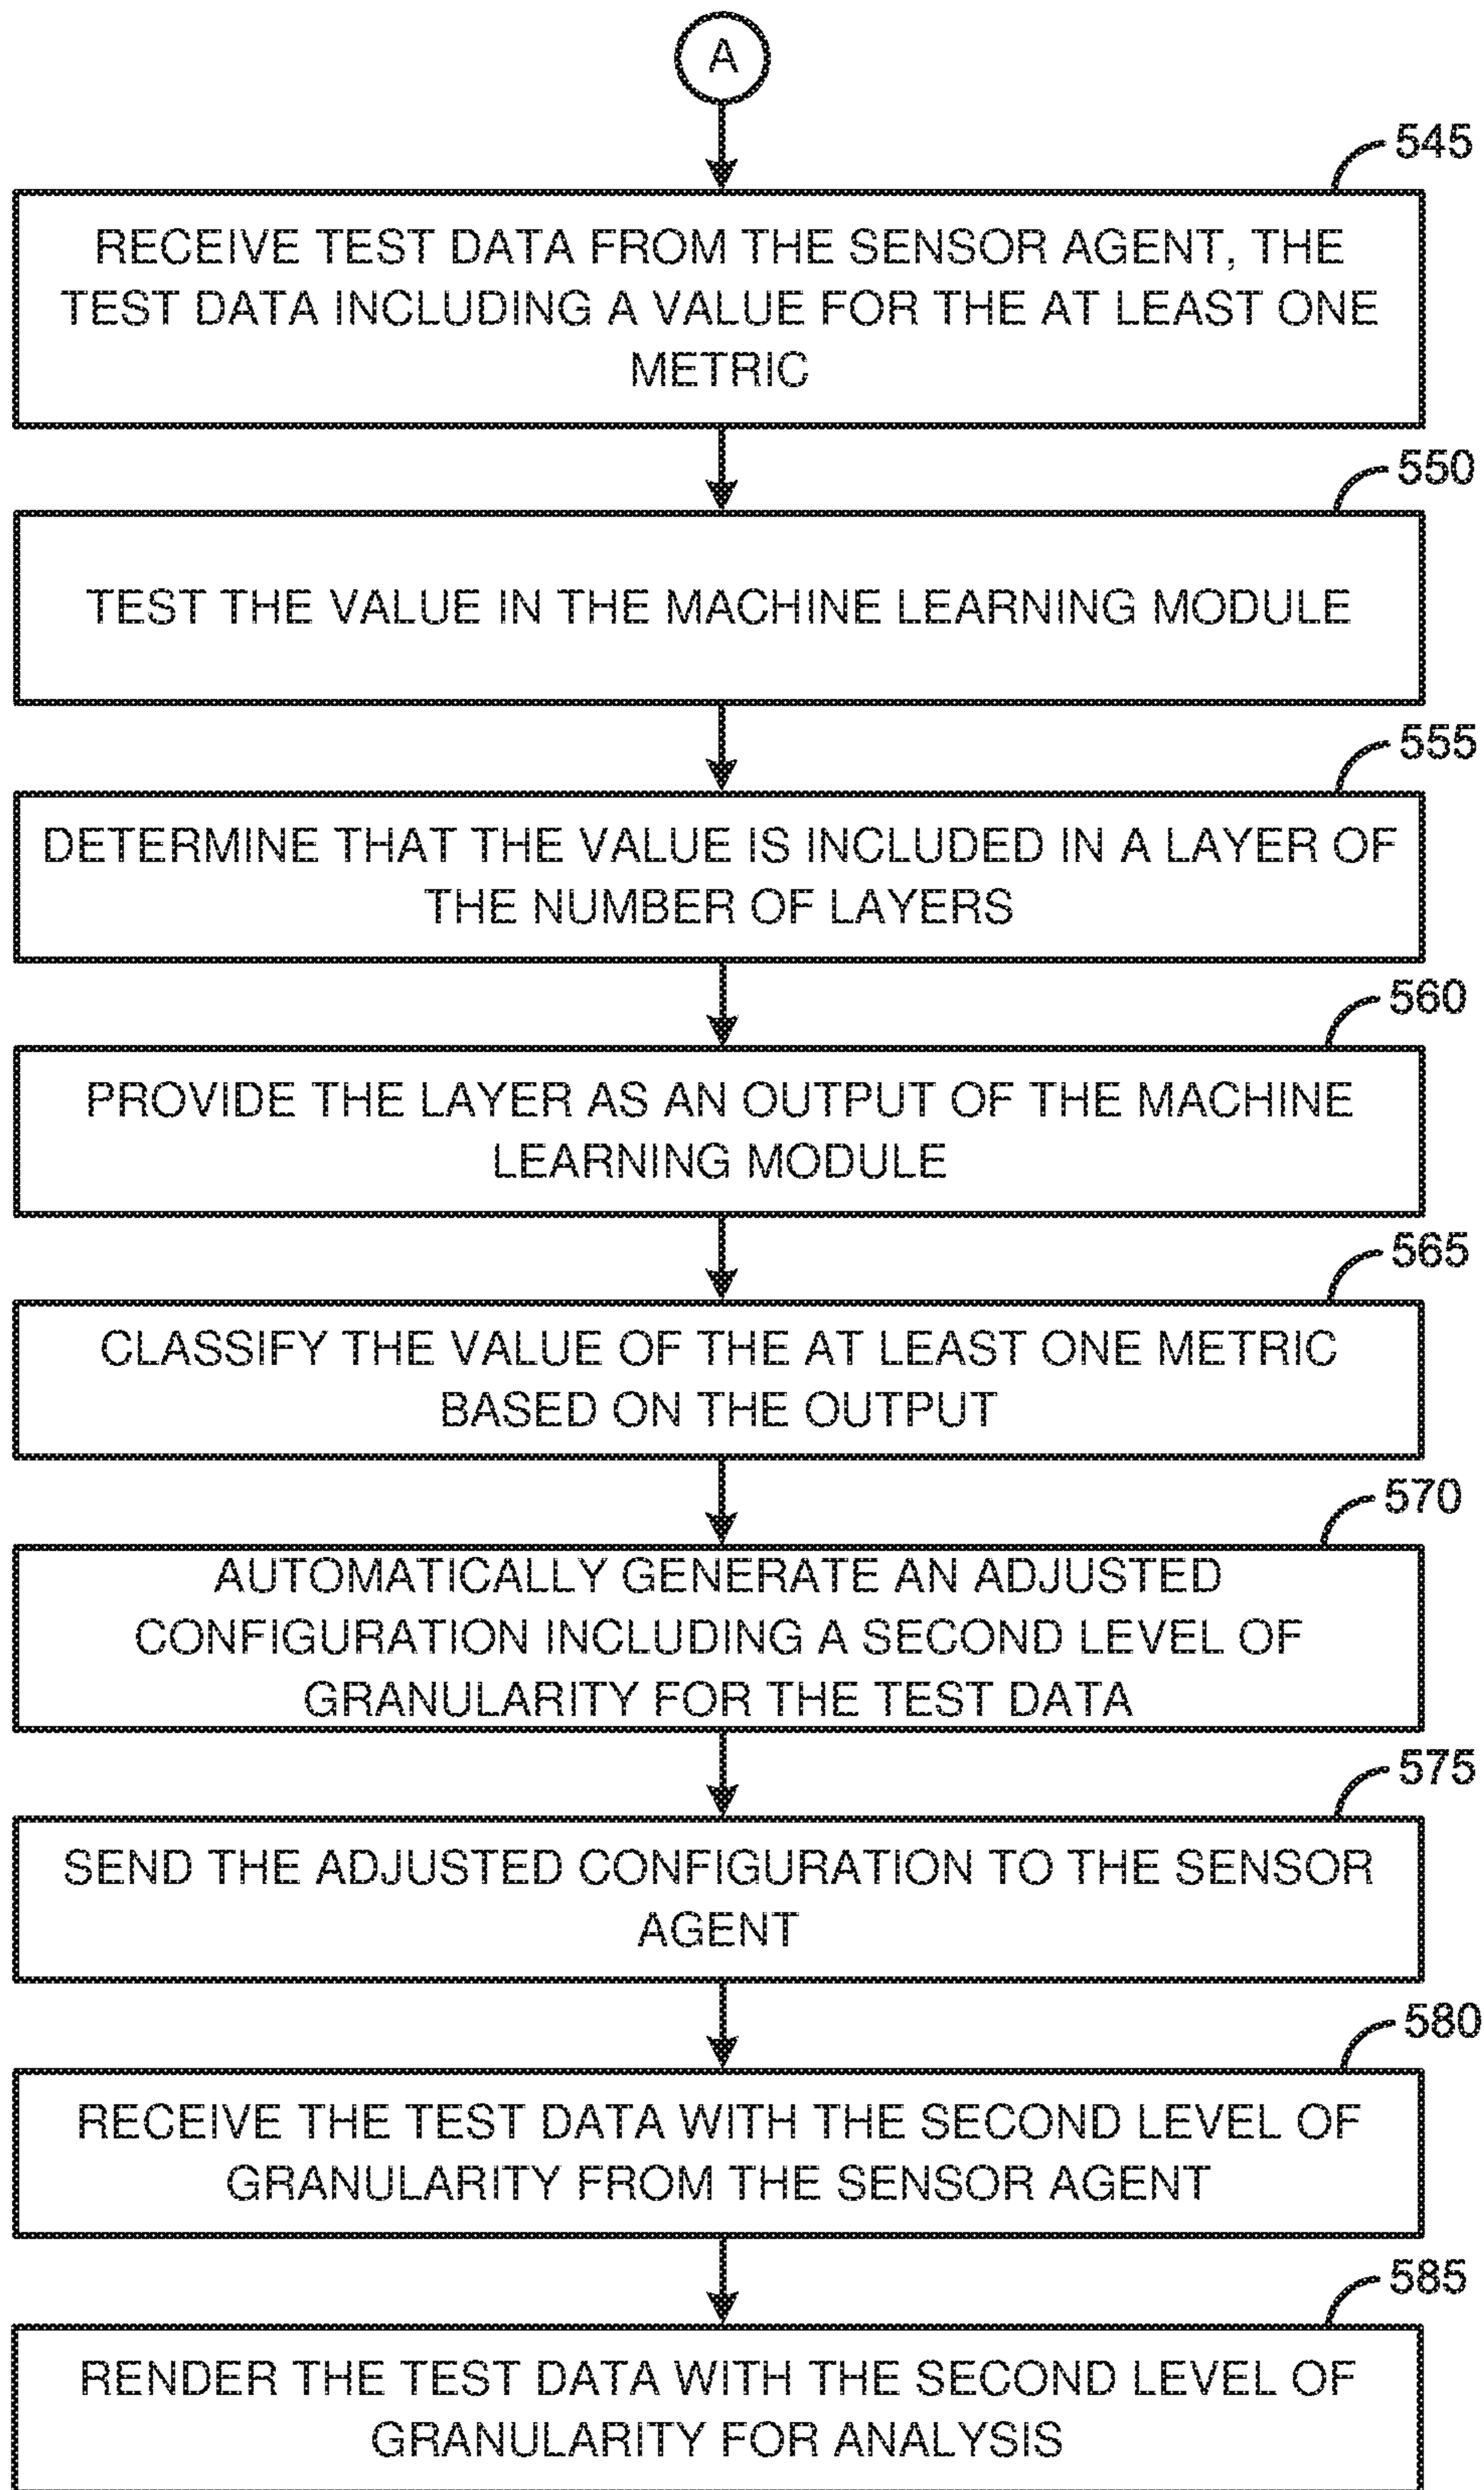 A
545
RECEIVE TEST DATA FROM THE SENSOR AGENT, THE
TEST DATA INCLUDING A VALUE FOR THE AT LEAST ONE
METRIC
550
TEST THE VALUE IN THE MACHINE LEARNING MODULE
555
DETERMINE THAT THE VALUE IS INCLUDED IN A LAYER OF
THE NUMBER OF LAYERS
560
PROVIDE THE LAYER AS AN OUTPUT OF THE MACHINE
LEARNING MODULE
565
CLASSIFY THE VALUE OF THE AT LEAST ONE METRIC
BASED ON THE OUTPUT
570
AUTOMATICALLY GENERATE AN ADJUSTED
CONFIGURATION INCLUDING A SECOND LEVEL OF
GRANULARITY FOR THE TEST DATA
575
SEND THE ADJUSTED CONFIGURATION TO THE SENSOR
AGENT
580
RECEIVE THE TEST DATA WITH THE SECOND LEVEL OF
GRANULARITY FROM THE SENSOR AGENT
585
RENDER THE TEST DATA WITH THE SECOND LEVEL OF
GRANULARITY FOR ANALYSIS